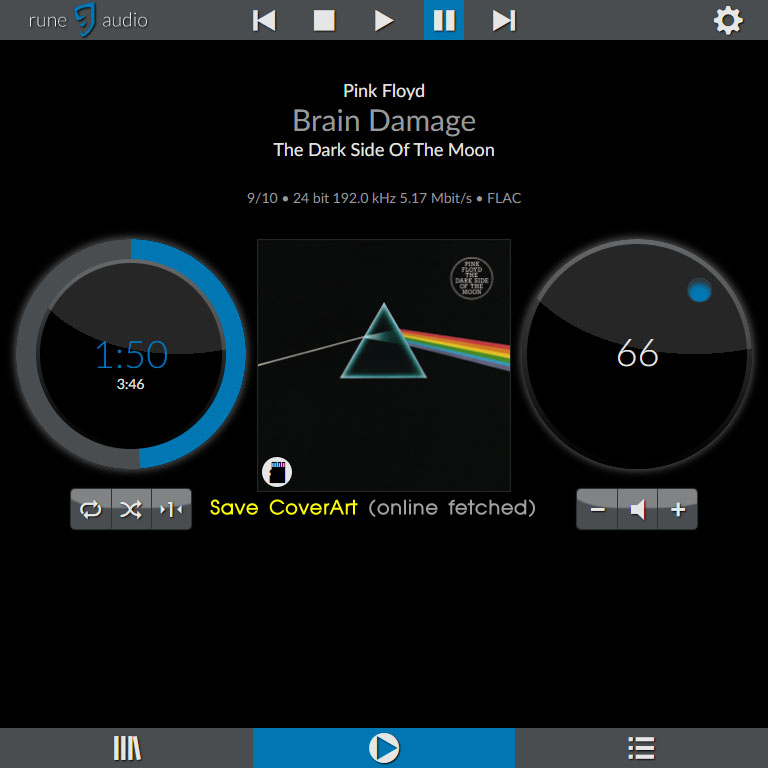 rune audio
Pink Floyd
Brain Damage
The Dark Side Of The Moon
9/10 • 24 bit 192.0 kHz 5.17 Mbit/s • FLAC
PINK
FLOYD
THE
DARK SIDE
OF THE
MOON
1:50
3:46
66
1
Save CoverArt (online fetched)